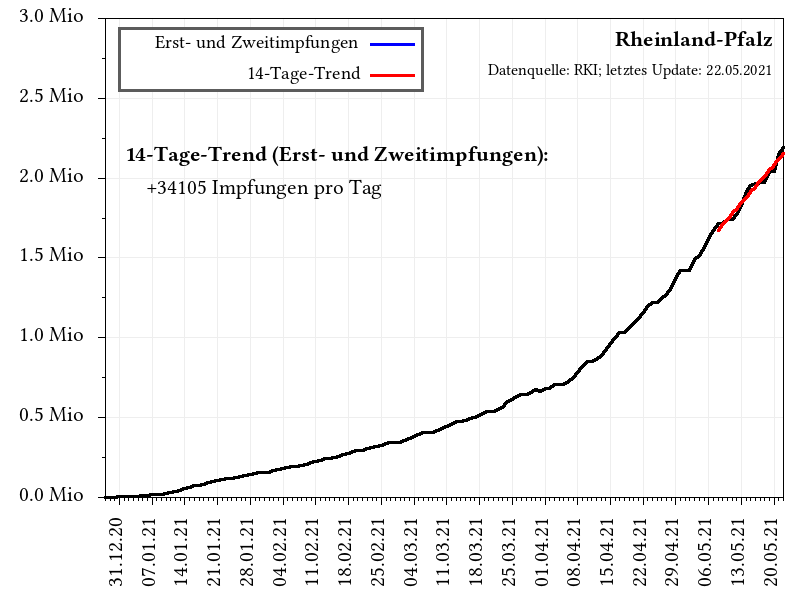 3.0 Mio
2.5 Mio
2.0 Mio
1.5 Mio
1.0 Mio
0.5 Mio
0.0 Mio
Erst- und Zweitimpfungen
14-Tage-Trend
Rheinland-Pfalz
Datenquelle: RKI; letztes Update: 22.05.2021
14-Tage-Trend (Erst- und Zweitimpfungen):
+34105 Impfungen pro Tag
31.12.20
07.01.21
14.01.21
21.01.21
28.01.21
04.02.21
11.02.21
18.02.21
25.02.21
04.03.21
11.03.21
18.03.21
25.03.21
01.04.21
08.04.21
15.04.21
22.04.21
29.04.21
06.05.21
13.05.21
20.05.21